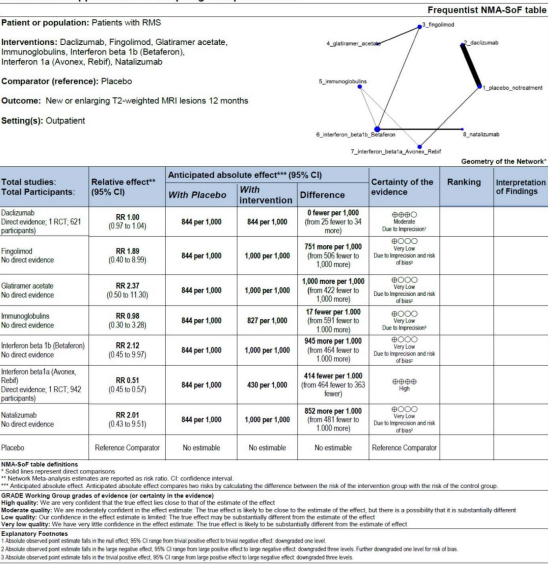 Frequentist NMA-SoF table
Patient or population: Patients with RMS
Interventions: Daclizumab, Fingolimod, Glatiramer acetate,
Immunoglobulins, Interferon beta 1b (Betaferon),
Interferon 1a (Avonex, Rebif), Natalizumab
Comparator (reference): Placebo
Outcome: New or enlarging T2-weighted MRI lesions 12 months
Setting(s): Outpatient
3_fingolimod
4_glatiramer_acetate
2_daclizumab
5_immunoglobulins
1_placebo_notreatment
6_interferon_beta1b_Betaferon
8_natalizumab
7_interferon_beta1a_Avonex_Rebif
Geometry of the Network*
Total studies:
Total Participants:
Relative effect**
(95% CI)
Anticipated absolute effect*** (95% CI)
With Placebo
With
intervention
Difference
Certainty of the
evidence
Ranking
Interpretation
of Findings
Daclizumab
Direct evidence; 1 RCT; 621
participants)
RR 1.00
(0.97 to 1.04)
844 per 1,000
844 per 1,000
0 fewer per 1,000
(from 25 fewer to 34
more)
⊕⊕⊕○
Moderate
Due to Imprecision¹
Fingolimod
No direct evidence
RR 1.89
(0.40 to 8.99)
844 per 1,000
1,000 per 1,000
751 more per 1,000
(from 506 fewer to
1,000 more)
⊕○○○
Very Low
Due to Imprecision and risk
of bias²
Glatiramer acetate
No direct evidence
RR 2.37
(0.50 to 11.30)
844 per 1,000
1,000 per 1,000
1,000 more per 1,000
(from 422 fewer to
1,000 more)
⊕○○○
Very Low
Due to Imprecision and risk
of bias²
Immunoglobulins
No direct evidence
RR 0.98
(0.30 to 3.28)
844 per 1,000
827 per 1,000
17 fewer per 1.000
(from 591 fewer to
1.000 more)
⊕○○○
Very Low
Due to Imprecision³
Interferon beta 1b (Betaferon)
No direct evidence
RR 2.12
(0.45 to 9.97)
844 per 1,000
1,000 per 1,000
945 more per 1.000
(from 464 fewer to
1.000 more)
⊕○○○
Very Low
Due to Imprecision and risk
of bias²
Interferon beta1a (Avonex,
Rebif)
Direct evidence; 1 RCT; 942
participants)
RR 0.51
(0.45 to 0.57)
844 per 1,000
430 per 1,000
414 fewer per 1.000
(from 464 fewer to 363
fewer)
⊕⊕⊕⊕
High
Natalizumab
No direct evidence
RR 2.01
(0.43 to 9.51)
844 per 1,000
1,000 per 1,000
852 more per 1.000
(from 481 fewer to
1.000 more)
⊕○○○
Very Low
Due to Imprecision and risk
of bias²
Placebo
Reference Comparator
No estimable
No estimable
No estimable
Reference Comparator
NMA-SoF table definitions
* Solid lines represent direct comparisons
** Network Meta-analysis estimates are reported as risk ratio. CI: confidence interval.
*** Anticipated absolute effect. Anticipated absolute effect compares two risks by calculating the difference between the risk of the intervention group with the risk of the control group.
GRADE Working Group grades of evidence (or certainty in the evidence)
High quality: We are very confident that the true effect lies close to that of the estimate of the effect
Moderate quality: We are moderately confident in the effect estimate: The true effect is likely to be close to the estimate of the effect, but there is a possibility that it is substantially different
Low quality: Our confidence in the effect estimate is limited: The true effect may be substantially different from the estimate of the effect
Very low quality: We have very little confidence in the effect estimate: The true effect is likely to be substantially different from the estimate of effect
Explanatory Footnotes
1 Absolute observed point estimate falls in the null effect; 95% CI range from trivial positive effect to trivial negative effect: downgraded one level.
2 Absolute observed point estimate falls in the large negative effect; 95% CI range from large positive effect to large negative effect: downgraded three levels. Further downgraded one level for risk of bias.
3 Absolute observed point estimate falls in the trivial positive effect; 95% CI range from large positive effect to large negative effect: downgraded three levels.